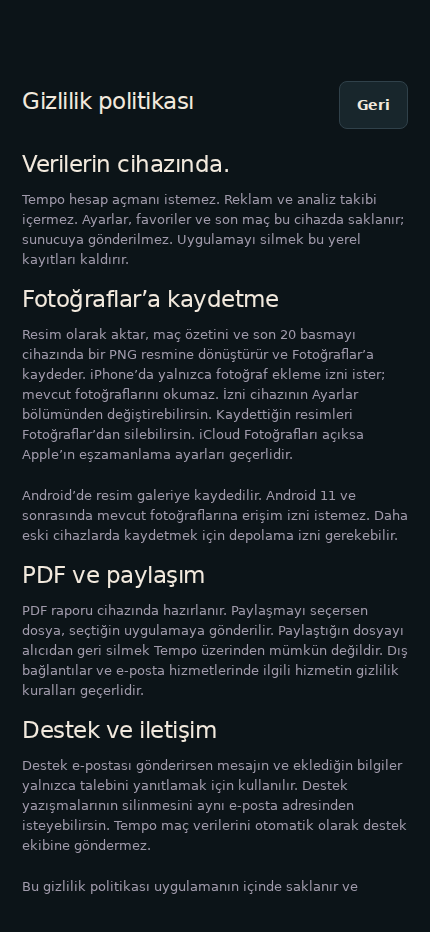 Gizlilik politikası
Geri
Verilerin cihazında.
Tempo hesap açmanı istemez. Reklam ve analiz takibi
içermez. Ayarlar, favoriler ve son maç bu cihazda saklanır;
sunucuya gönderilmez. Uygulamayı silmek bu yerel
kayıtları kaldırır.
Fotoğraflar’a kaydetme
Resim olarak aktar, maç özetini ve son 20 basmayı
cihazında bir PNG resmine dönüştürür ve Fotoğraflar’a
kaydeder. iPhone’da yalnızca fotoğraf ekleme izni ister;
mevcut fotoğraflarını okumaz. İzni cihazının Ayarlar
bölümünden değiştirebilirsin. Kaydettiğin resimleri
Fotoğraflar’dan silebilirsin. iCloud Fotoğrafları açıksa
Apple’ın eşzamanlama ayarları geçerlidir.
Android’de resim galeriye kaydedilir. Android 11 ve
sonrasında mevcut fotoğraflarına erişim izni istemez. Daha
eski cihazlarda kaydetmek için depolama izni gerekebilir.
PDF ve paylaşım
PDF raporu cihazında hazırlanır. Paylaşmayı seçersen
dosya, seçtiğin uygulamaya gönderilir. Paylaştığın dosyayı
alıcıdan geri silmek Tempo üzerinden mümkün değildir. Dış
bağlantılar ve e-posta hizmetlerinde ilgili hizmetin gizlilik
kuralları geçerlidir.
Destek ve iletişim
Destek e-postası gönderirsen mesajın ve eklediğin bilgiler
yalnızca talebini yanıtlamak için kullanılır. Destek
yazışmalarının silinmesini aynı e-posta adresinden
isteyebilirsin. Tempo maç verilerini otomatik olarak destek
ekibine göndermez.
Bu gizlilik politikası uygulamanın içinde saklanır ve